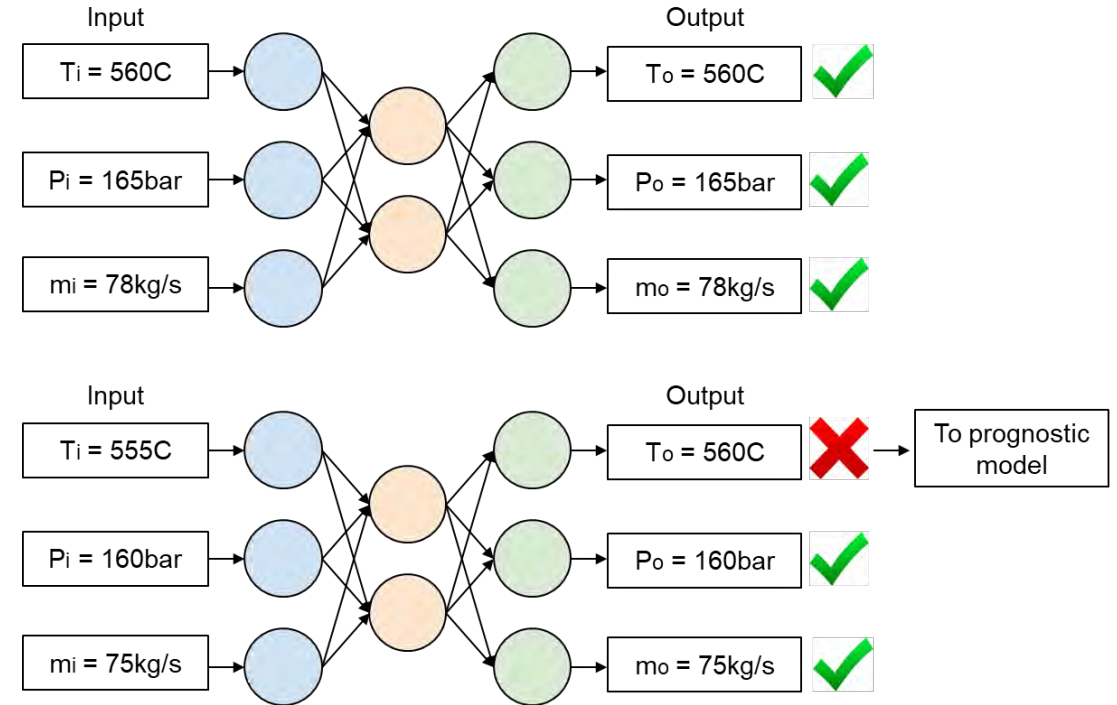 Input
Output
Ti = 560C
To = 560C
Pi = 165bar
Po = 165bar
mi = 78kg/s
mo = 78kg/s
Input
Output
Ti = 555C
To = 560C
To prognostic
model
Pi = 160bar
Po = 160bar
mi = 75kg/s
mo = 75kg/s